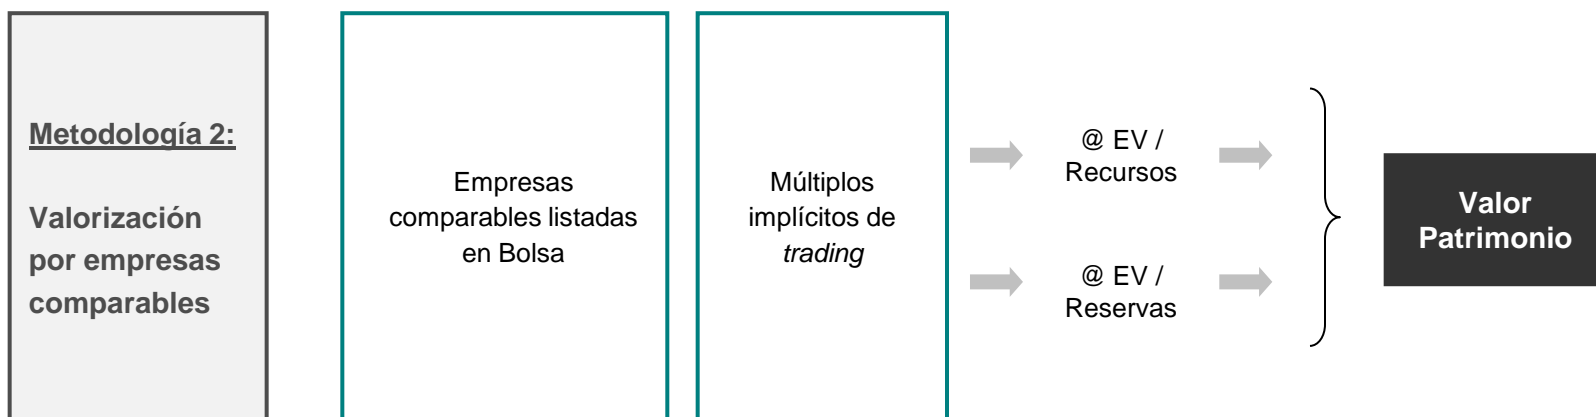 Metodología 2:
Valorización
por empresas
comparables
Empresas
comparables listadas
en Bolsa
Múltiplos
implícitos de
trading
@ EV /
Recursos
@ EV /
Reservas
Valor
Patrimonio